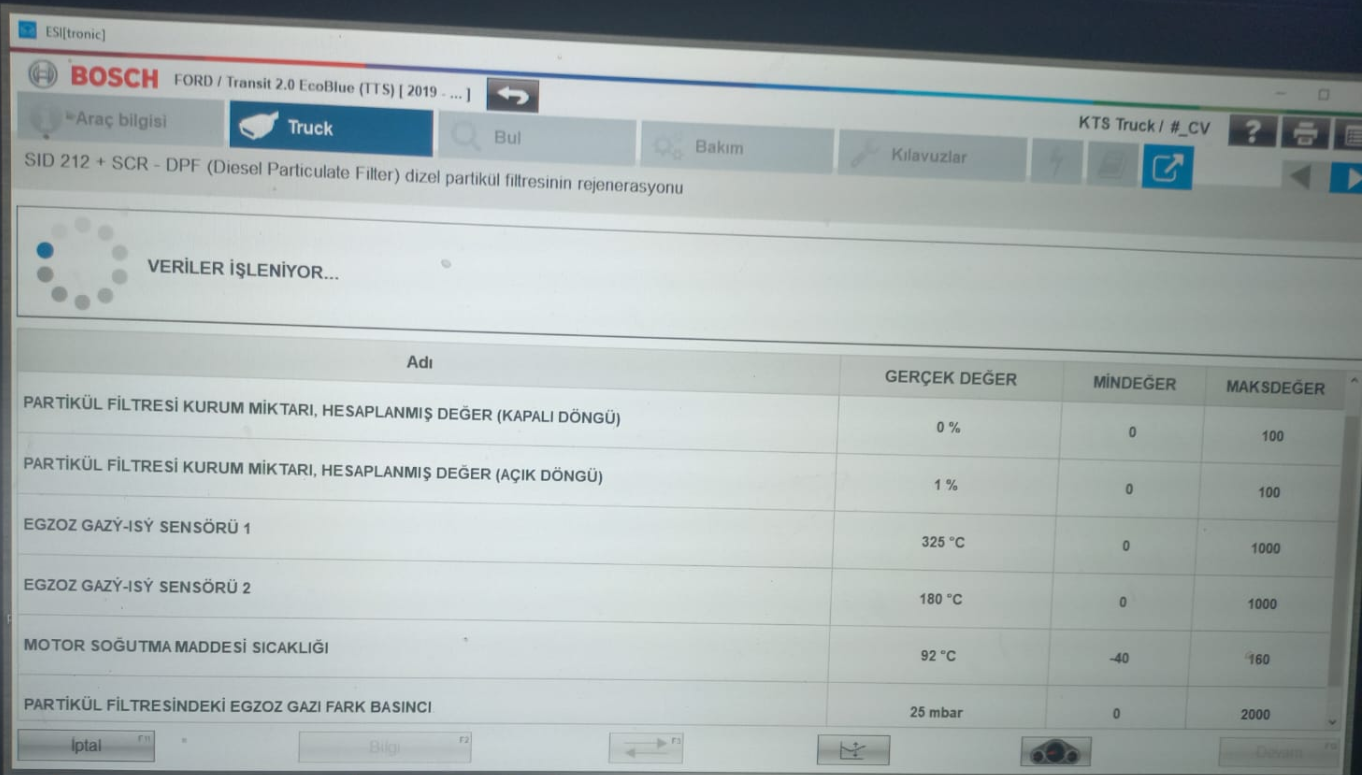 ESI[tronic]
BOSCH FORD / Transit 2.0 EcoBlue (TTS) [ 2019 - ... ]
Araç bilgisi
Truck
Bul
Bakım
Kılavuzlar
KTS Truck / #_CV
?
SID 212 + SCR - DPF (Diesel Particulate Filter) dizel partikül filtresinin rejenerasyonu
VERİLER İŞLENİYOR...
Adı GERÇEK DEĞER MİNDEĞER MAKSDEĞER
PARTİKÜL FİLTRESİ KURUM MİKTARI, HESAPLANMIŞ DEĞER (KAPALI DÖNGÜ) 0 % 0 100
PARTİKÜL FİLTRESİ KURUM MİKTARI, HESAPLANMIŞ DEĞER (AÇIK DÖNGÜ) 1 % 0 100
EGZOZ GAZÝ-ISÝ SENSÖRÜ 1 325 °C 0 1000
EGZOZ GAZÝ-ISÝ SENSÖRÜ 2 180 °C 0 1000
MOTOR SOĞUTMA MADDESİ SICAKLIĞI 92 °C -40 160
PARTİKÜL FİLTRESİNDEKİ EGZOZ GAZI FARK BASINCI 25 mbar 0 2000
İptal F11
Bilgi F2
F3
Devam